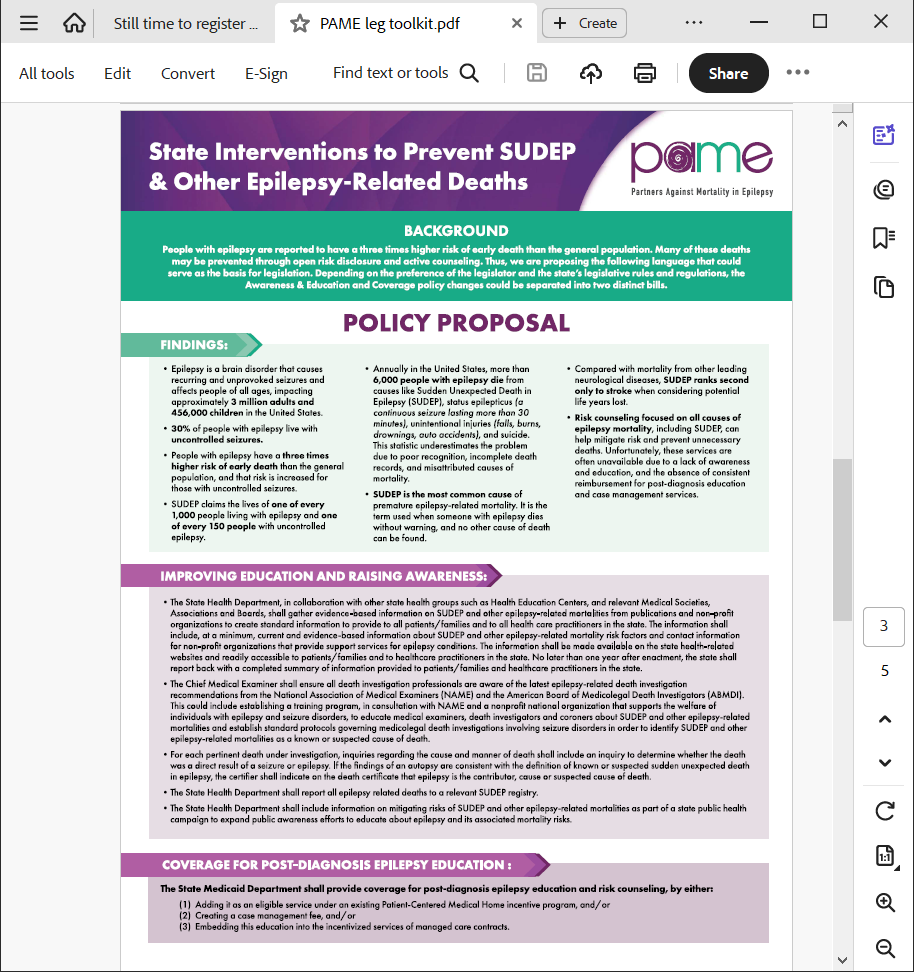 Still time to register ...
PAME leg toolkit.pdf
Create
All tools
Edit
Convert
E-Sign
Find text or tools
Share
State Interventions to Prevent SUDEP
& Other Epilepsy-Related Deaths
pame
Partners Against Mortality in Epilepsy
BACKGROUND
People with epilepsy are reported to have a three times higher risk of early death than the general population. Many of these deaths
may be prevented through open risk disclosure and active counseling. Thus, we are proposing the following language that could
serve as the basis for legislation. Depending on the preference of the legislator and the state's legislative rules and regulations, the
Awareness & Education and Coverage policy changes could be separated into two distinct bills.
POLICY PROPOSAL
FINDINGS:
• Epilepsy is a brain disorder that causes
recurring and unprovoked seizures and
affects people of all ages, impacting
approximately 3 million adults and
456,000 children in the United States.
• 30% of people with epilepsy live with
uncontrolled seizures.
• People with epilepsy have a three times
higher risk of early death than the general
population, and that risk is increased for
those with uncontrolled seizures.
• SUDEP claims the lives of one of every
1,000 people living with epilepsy and one
of every 150 people with uncontrolled
epilepsy.
• Annually in the United States, more than
6,000 people with epilepsy die from
causes like Sudden Unexpected Death in
Epilepsy (SUDEP), status epilepticus (a
continuous seizure lasting more than 30
minutes), unintentional injuries (falls, burns,
drownings, auto accidents), and suicide.
This statistic underestimates the problem
due to poor recognition, incomplete death
records, and misattributed causes of
mortality.
• SUDEP is the most common cause of
premature epilepsy-related mortality. It is the
term used when someone with epilepsy dies
without warning, and no other cause of death
can be found.
• Compared with mortality from other leading
neurological diseases, SUDEP ranks second
only to stroke when considering potential
life years lost.
• Risk counseling focused on all causes of
epilepsy mortality, including SUDEP, can
help mitigate risk and prevent unnecessary
deaths. Unfortunately, these services are
often unavailable due to a lack of awareness
and education, and the absence of consistent
reimbursement for post-diagnosis education
and case management services.
IMPROVING EDUCATION AND RAISING AWARENESS:
• The State Health Department, in collaboration with other state health groups such as Health Education Centers, and relevant Medical Societies,
Associations and Boards, shall gather evidence-based information on SUDEP and other epilepsy-related mortalities from publications and non-profit
organizations to create standard information to provide to all patients/families and to all health care practitioners in the state. The information shall
include, at a minimum, current and evidence-based information about SUDEP and other epilepsy-related mortality risk factors and contact information
for non-profit organizations that provide support services for epilepsy conditions. The information shall be made available on the state health-related
websites and readily accessible to patients/families and to healthcare practitioners in the state. No later than one year after enactment, the state shall
report back with a completed summary of information provided to patients/families and healthcare practitioners in the state.
• The Chief Medical Examiner shall ensure all death investigation professionals are aware of the latest epilepsy-related death investigation
recommendations from the National Association of Medical Examiners (NAME) and the American Board of Medicolegal Death Investigators (ABMDI).
This could include establishing a training program, in consultation with NAME and a nonprofit national organization that supports the welfare of
individuals with epilepsy and seizure disorders, to educate medical examiners, death investigators and coroners about SUDEP and other epilepsy-related
mortalities and establish standard protocols governing medicolegal death investigations involving seizure disorders in order to identify SUDEP and other
epilepsy-related mortalities as a known or suspected cause of death.
• For each pertinent death under investigation, inquiries regarding the cause and manner of death shall include an inquiry to determine whether the death
was a direct result of a seizure or epilepsy. If the findings of an autopsy are consistent with the definition of known or suspected sudden unexpected death
in epilepsy, the certifier shall indicate on the death certificate that epilepsy is the contributor, cause or suspected cause of death.
• The State Health Department shall report all epilepsy related deaths to a relevant SUDEP registry.
• The State Health Department shall include information on mitigating risks of SUDEP and other epilepsy-related mortalities as part of a state public health
campaign to expand public awareness efforts to educate about epilepsy and its associated mortality risks.
COVERAGE FOR POST-DIAGNOSIS EPILEPSY EDUCATION :
The State Medicaid Department shall provide coverage for post-diagnosis epilepsy education and risk counseling, by either:
(1) Adding it as an eligible service under an existing Patient-Centered Medical Home incentive program, and/or
(2) Creating a case management fee, and/or
(3) Embedding this education into the incentivized services of managed care contracts.
3
5
1:1